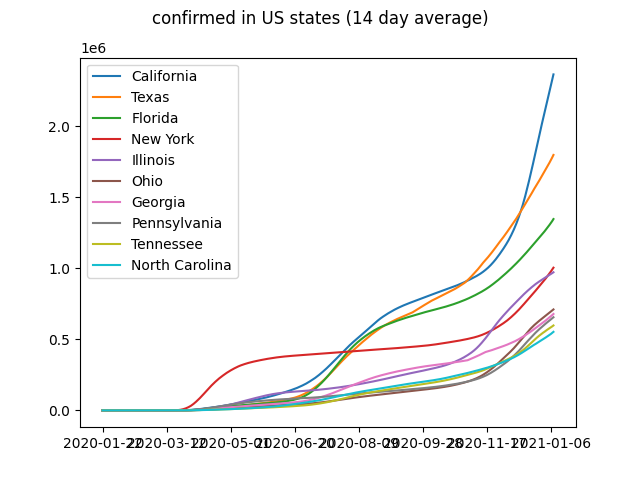 confirmed in US states (14 day average)
1e6
California
Texas
Florida
New York
Illinois
Ohio
Georgia
Pennsylvania
Tennessee
North Carolina
2.0
1.5
1.0
0.5
0.0
2020-01-22 2020-03-12 2020-05-01 2020-06-20 2020-08-09 2020-09-28 2020-11-17 2021-01-06